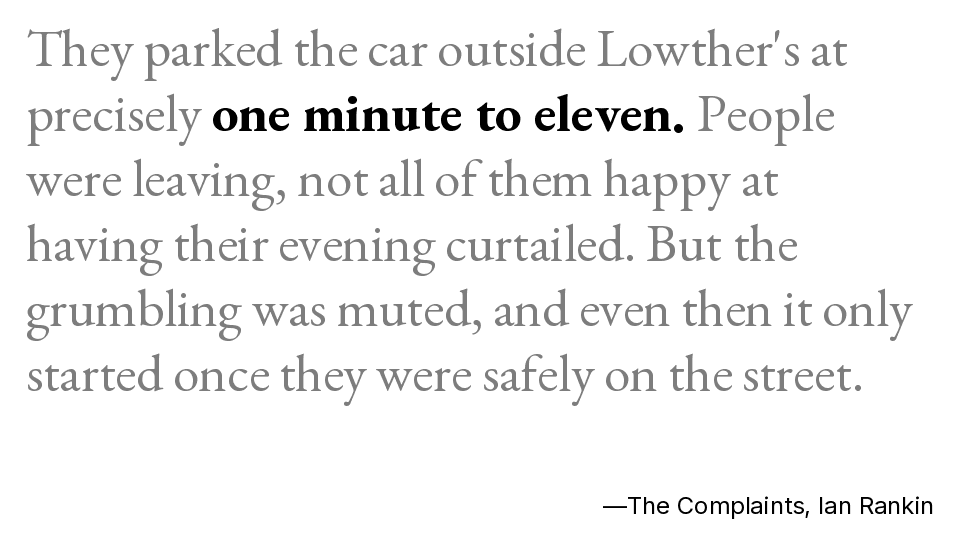 They parked the car outside Lowther's at
precisely one minute to eleven. People
were leaving, not all of them happy at
having their evening curtailed. But the
grumbling was muted, and even then it only
started once they were safely on the street.
—The Complaints, Ian Rankin